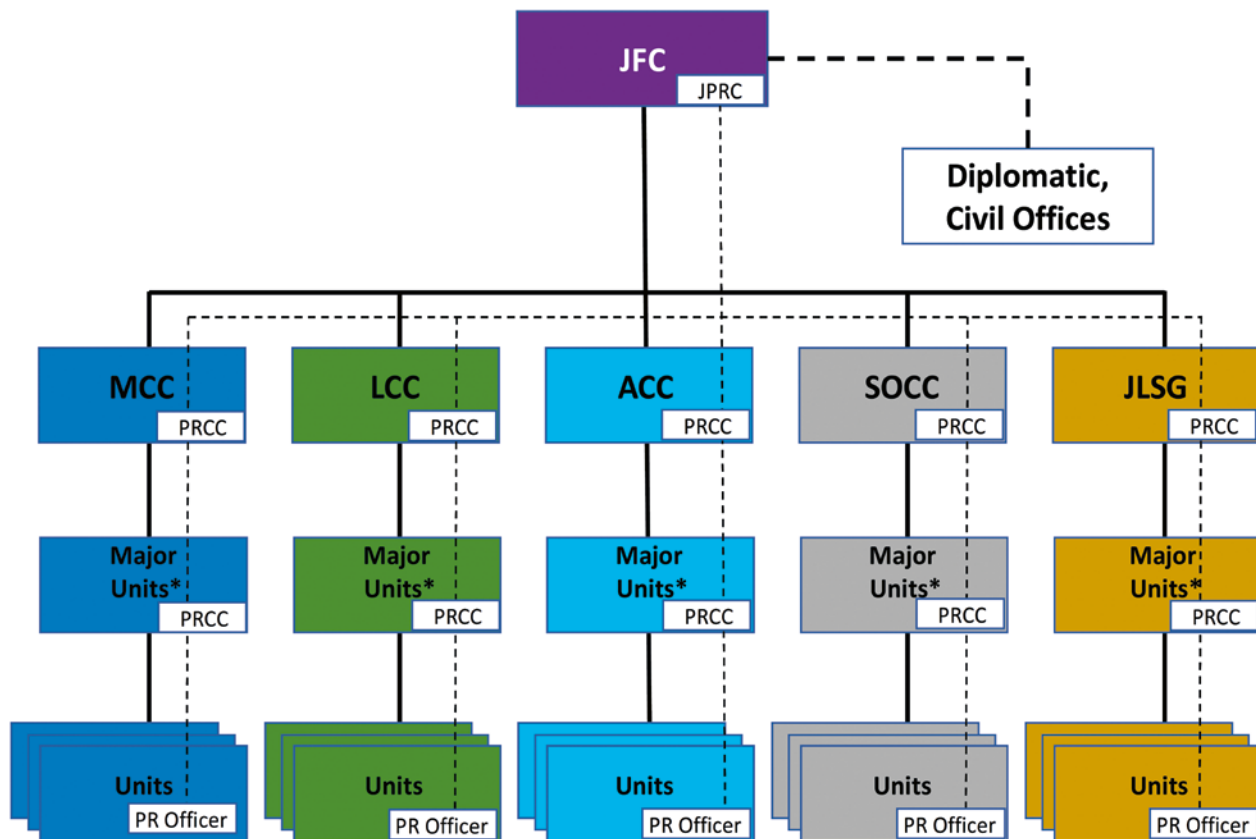 JFC
JPRC
Diplomatic,
Civil Offices
MCC
PRCC
LCC
PRCC
ACC
PRCC
SOCC
PRCC
JLSG
PRCC
Major
Units*
PRCC
Major
Units*
PRCC
Major
Units*
PRCC
Major
Units*
PRCC
Major
Units*
PRCC
Units
PR Officer
Units
PR Officer
Units
PR Officer
Units
PR Officer
Units
PR Officer